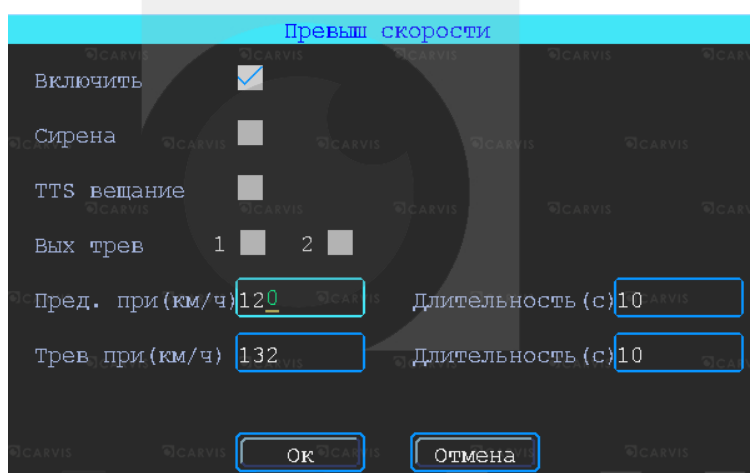 Превыш скорости
Включить
Сирена
TTS вещание
Вых трев 1 2
Пред. при(км/ч) 120 Длительность(с) 10
Трев при(км/ч) 132 Длительность(с) 10
Ок Отмена
CARVIS